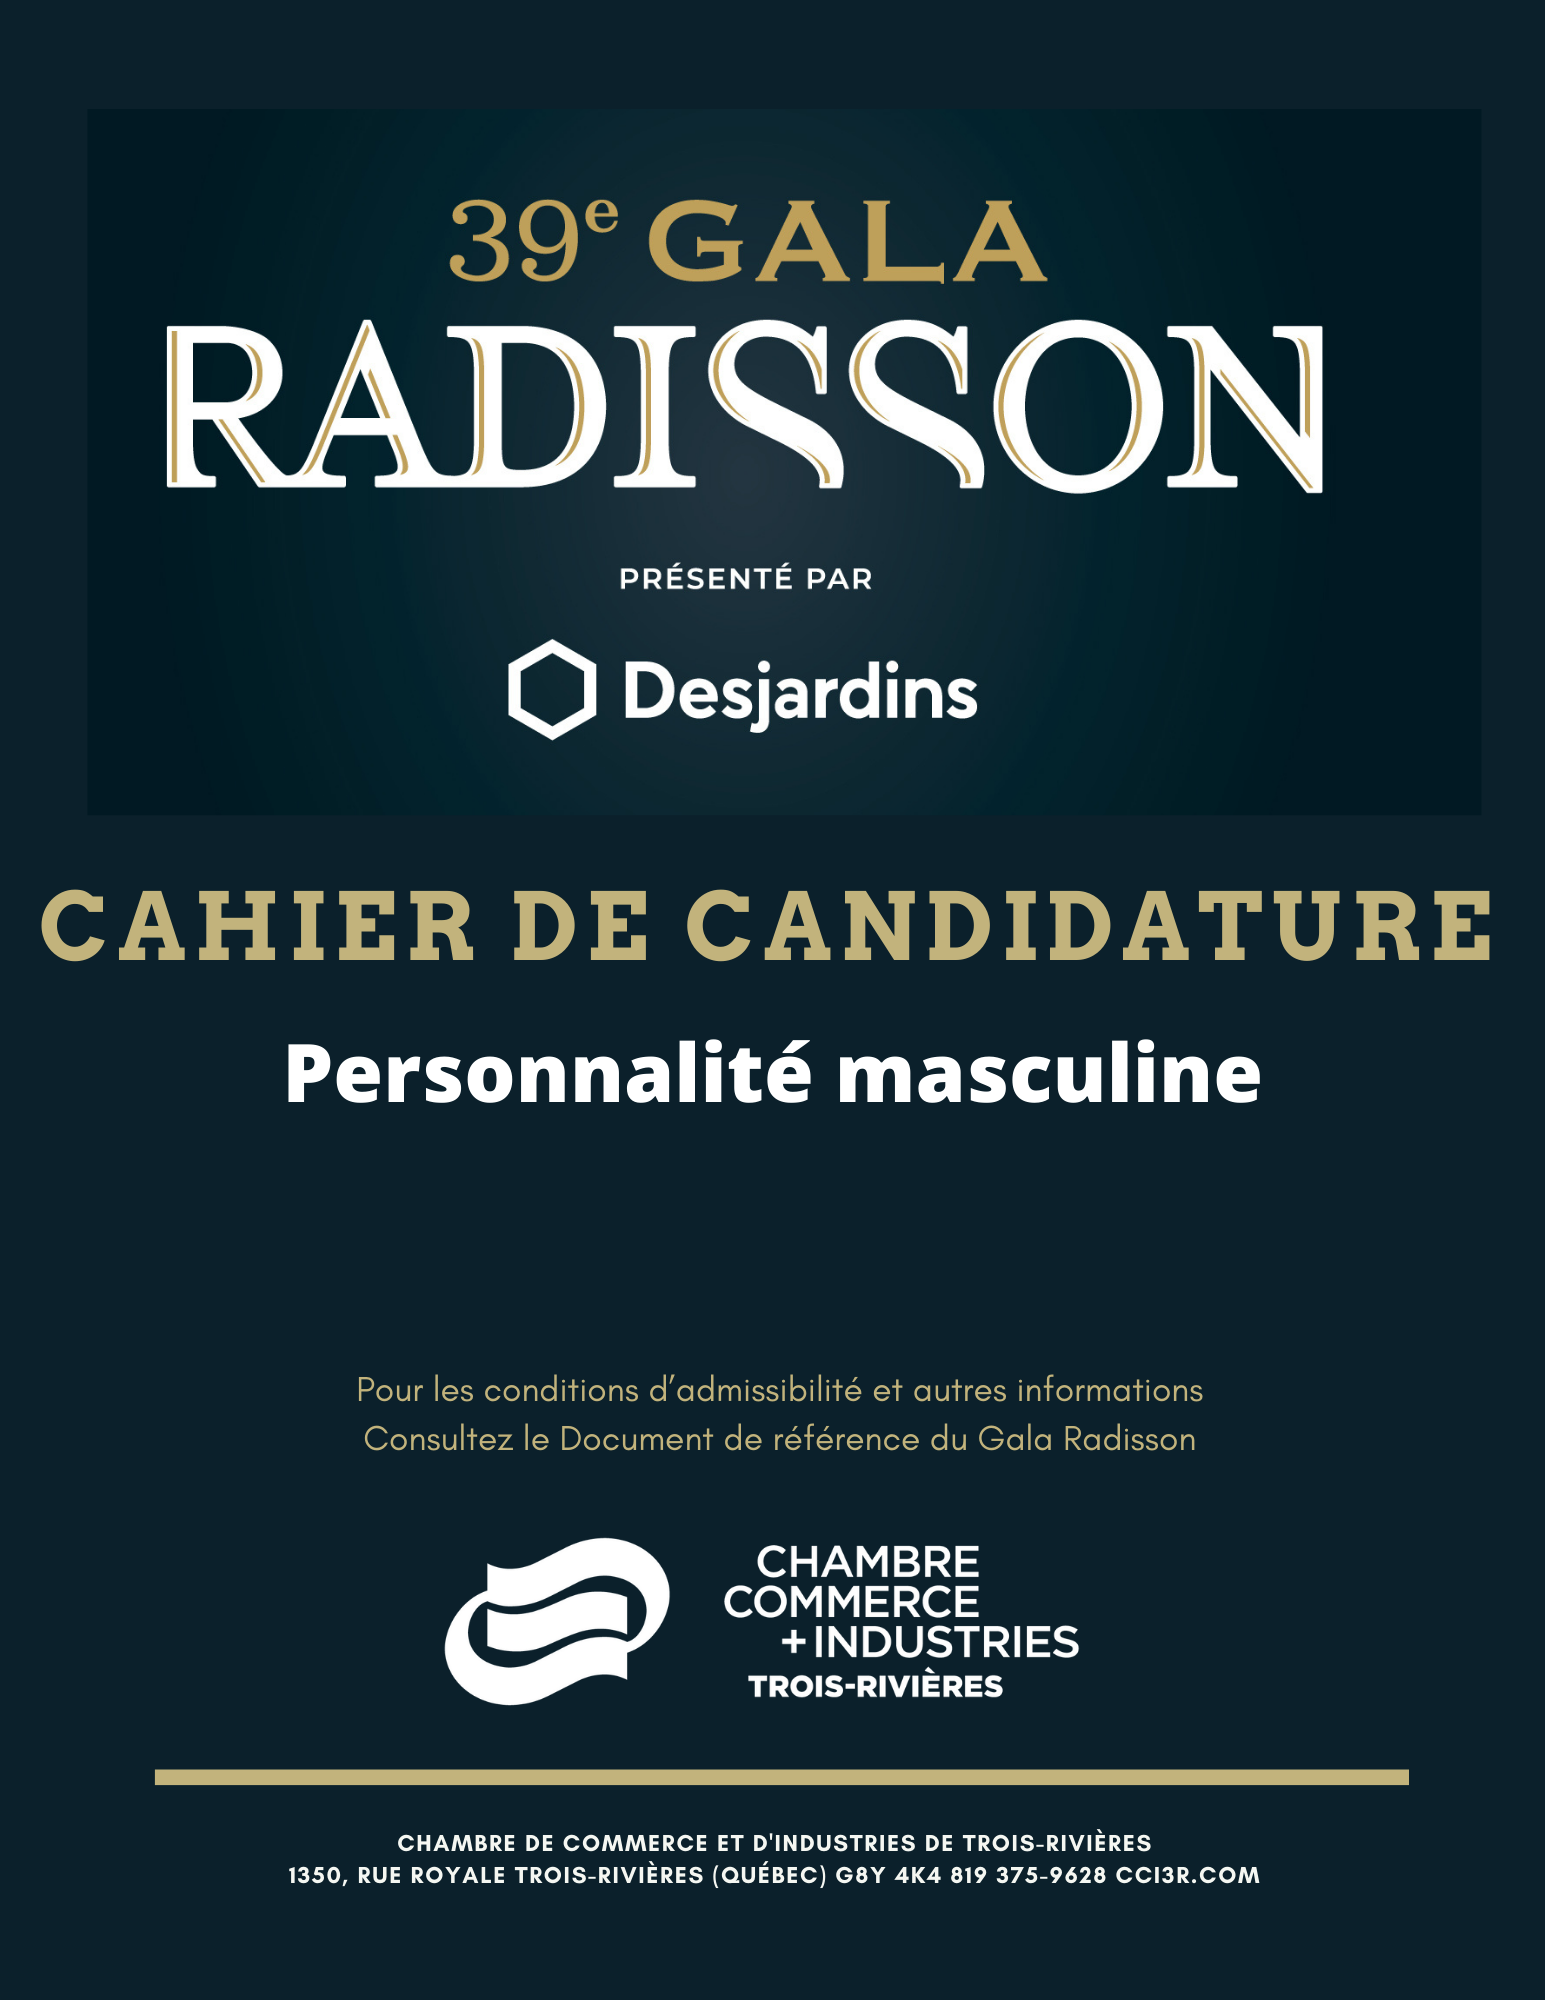 39e GALA
RADISSON
PRÉSENTÉ PAR
Desjardins
CAHIER DE CANDIDATURE
Personnalité masculine
Pour les conditions d’admissibilité et autres informations
Consultez le Document de référence du Gala Radisson
CHAMBRE
COMMERCE
+INDUSTRIES
TROIS-RIVIÈRES
CHAMBRE DE COMMERCE ET D'INDUSTRIES DE TROIS-RIVIÈRES
1350, RUE ROYALE TROIS-RIVIÈRES (QUÉBEC) G8Y 4K4 819 375-9628 CCI3R.COM